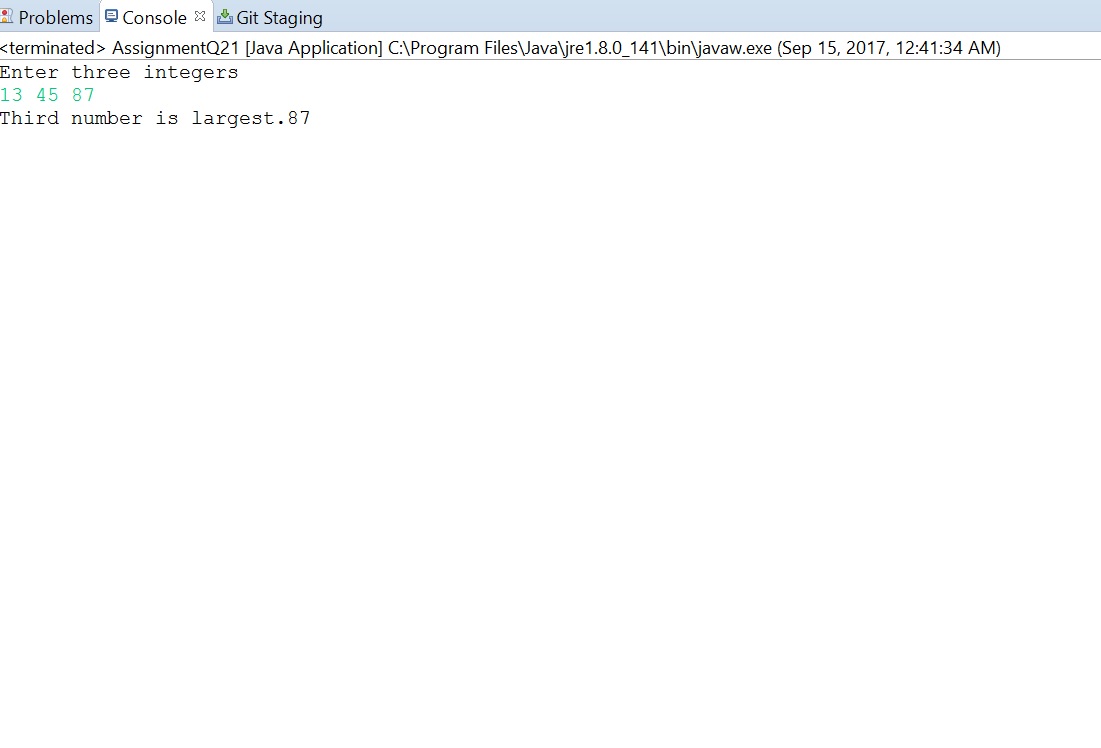 Problems Console Git Staging
<terminated> AssignmentQ21 [Java Application] C:\Program Files\Java\jre1.8.0_141\bin\javaw.exe (Sep 15, 2017, 12:41:34 AM)
Enter three integers
13 45 87
Third number is largest.87